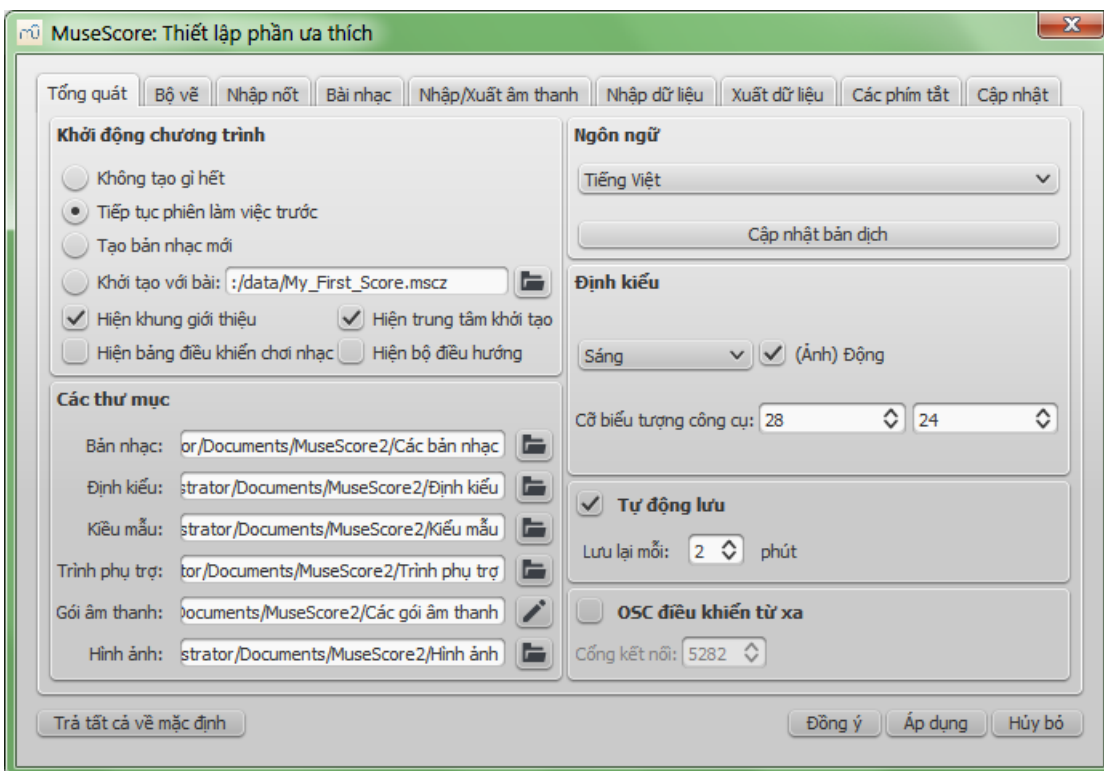 MuseScore: Thiết lập phần ưa thích
Tổng quát Bộ vẽ Nhập nốt Bài nhạc Nhập/Xuất âm thanh Nhập dữ liệu Xuất dữ liệu Các phím tắt Cập nhật
Khởi động chương trình
Không tạo gì hết
Tiếp tục phiên làm việc trước
Tạo bản nhạc mới
Khởi tạo với bài: :/data/My_First_Score.mscz
Hiện khung giới thiệu Hiện trung tâm khởi tạo
Hiện bảng điều khiển chơi nhạc Hiện bộ điều hướng
Các thư mục
Bản nhạc: or/Documents/MuseScore2/Các bản nhạc
Định kiểu: strator/Documents/MuseScore2/Định kiểu
Kiểu mẫu: strator/Documents/MuseScore2/Kiểu mẫu
Trình phụ trợ: tor/Documents/MuseScore2/Trình phụ trợ
Gói âm thanh: Documents/MuseScore2/Các gói âm thanh
Hình ảnh: strator/Documents/MuseScore2/Hình ảnh
Ngôn ngữ
Tiếng Việt
Cập nhật bản dịch
Định kiểu
Sáng (Ảnh) Động
Cỡ biểu tượng công cụ: 28 24
Tự động lưu
Lưu lại mỗi: 2 phút
OSC điều khiển từ xa
Cổng kết nối: 5282
Trả tất cả về mặc định Đồng ý Áp dụng Hủy bỏ